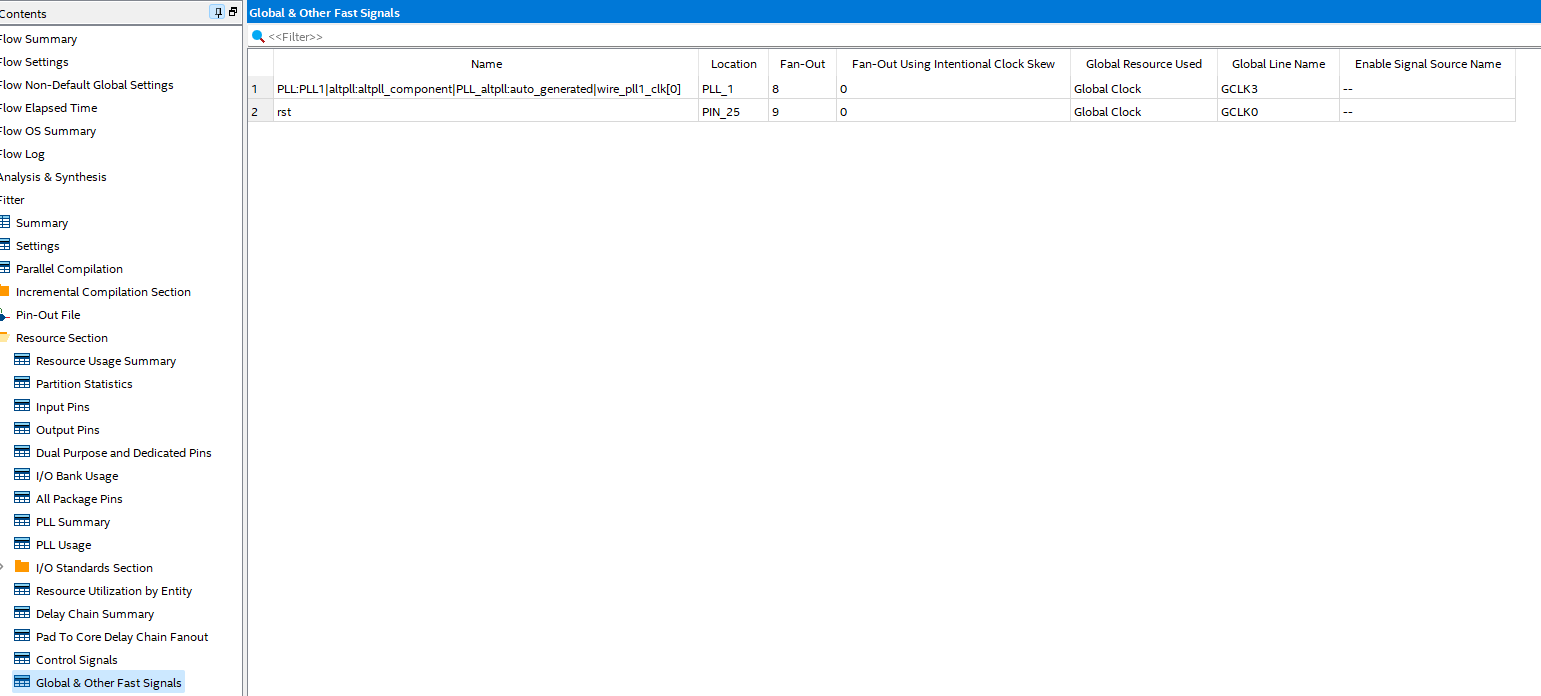 Contents
Flow Summary
Flow Settings
Flow Non-Default Global Settings
Flow Elapsed Time
Flow OS Summary
Flow Log
Analysis & Synthesis
Fitter
Summary
Settings
Parallel Compilation
Incremental Compilation Section
Pin-Out File
Resource Section
Resource Usage Summary
Partition Statistics
Input Pins
Output Pins
Dual Purpose and Dedicated Pins
I/O Bank Usage
All Package Pins
PLL Summary
PLL Usage
I/O Standards Section
Resource Utilization by Entity
Delay Chain Summary
Pad To Core Delay Chain Fanout
Control Signals
Global & Other Fast Signals
Global & Other Fast Signals
<<Filter>>
Name Location Fan-Out Fan-Out Using Intentional Clock Skew Global Resource Used Global Line Name Enable Signal Source Name
1 PLL:PLL1|altpll:altpll_component|PLL_altpll:auto_generated|wire_pll1_clk[0] PLL_1 8 0 Global Clock GCLK3 --
2 rst PIN_25 9 0 Global Clock GCLK0 --